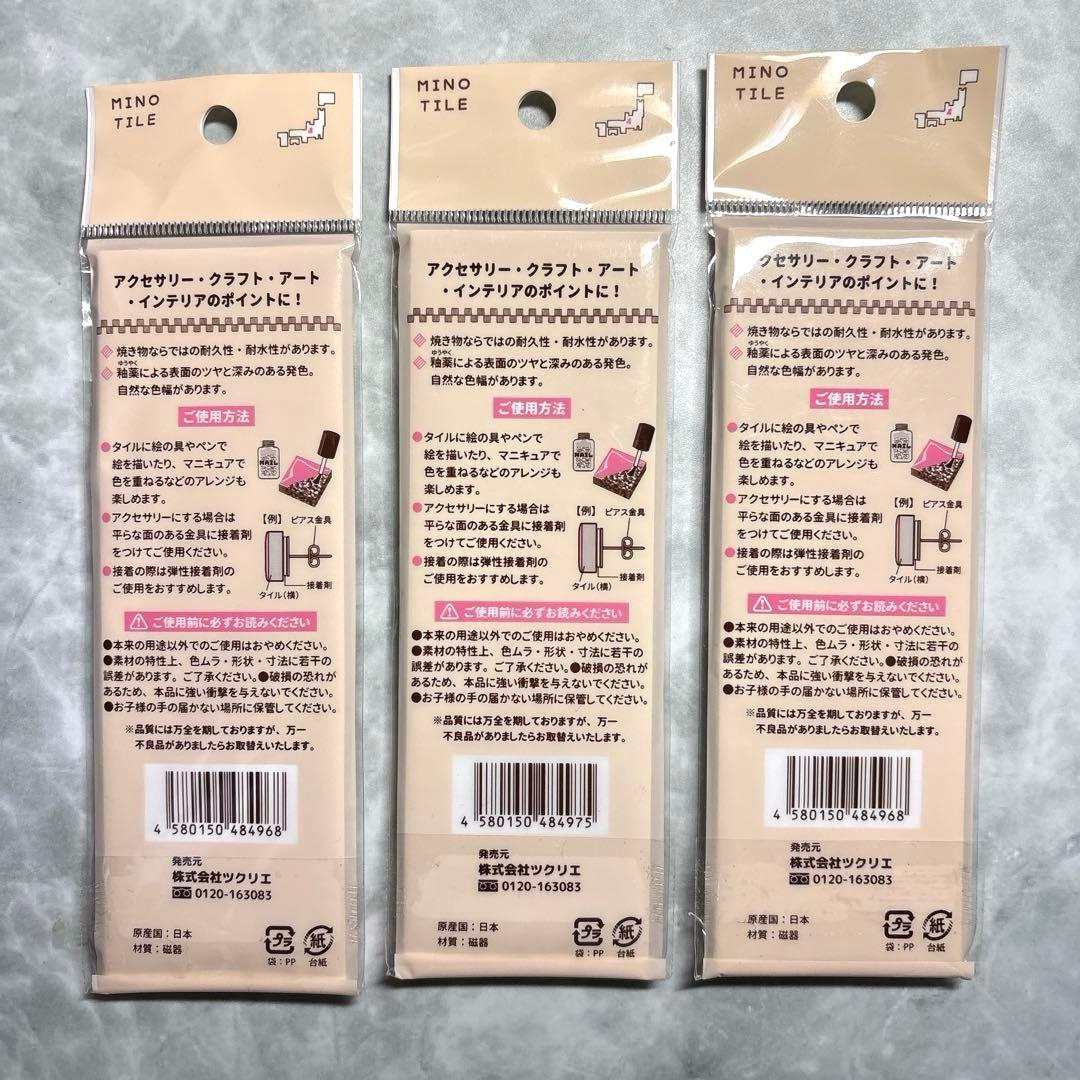 MINO
TILE
アクセサリー・クラフト・アート
・インテリアのポイントに！
焼き物ならではの耐久性・耐水性があります。
ゆうやく
釉薬による表面のツヤと深みのある発色。
自然な色幅があります。
ご使用方法
●タイルに絵の具やペンで
絵を描いたり、マニキュアで
色を重ねるなどのアレンジも
楽しめます。
NAIL
●アクセサリーにする場合は
平らな面のある金具に接着剤
をつけてご使用ください。
●接着の際は弾性接着剤の
ご使用をおすすめします。
【例】 ピアス金具
接着剤
タイル(横)
ご使用前に必ずお読みください
●本来の用途以外でのご使用はおやめください。
●素材の特性上、色ムラ・形状・寸法に若干の
誤差があります。ご了承ください。●破損の恐れが
あるため、本品に強い衝撃を与えないでください。
●お子様の手の届かない場所に保管してください。
※品質には万全を期しておりますが、万一
不良品がありましたらお取替えいたします。
4 580150 484968
発売元
株式会社ツクリエ
0120-163083
原産国：日本
材質：磁器
プラ
袋：PP
紙
台紙
MINO
TILE
アクセサリー・クラフト・アート
・インテリアのポイントに！
焼き物ならではの耐久性・耐水性があります。
ゆうやく
釉薬による表面のツヤと深みのある発色。
自然な色幅があります。
ご使用方法
●タイルに絵の具やペンで
絵を描いたり、マニキュアで
色を重ねるなどのアレンジも
楽しめます。
NAIL
●アクセサリーにする場合は
平らな面のある金具に接着剤
をつけてご使用ください。
●接着の際は弾性接着剤の
ご使用をおすすめします。
【例】 ピアス金具
接着剤
タイル(横)
ご使用前に必ずお読みください
●本来の用途以外でのご使用はおやめください。
●素材の特性上、色ムラ・形状・寸法に若干の
誤差があります。ご了承ください。●破損の恐れが
あるため、本品に強い衝撃を与えないでください。
●お子様の手の届かない場所に保管してください。
※品質には万全を期しておりますが、万一
不良品がありましたらお取替えいたします。
4 580150 484975
発売元
株式会社ツクリエ
0120-163083
原産国：日本
材質：磁器
プラ
袋：PP
紙
台紙
MINO
TILE
アクセサリー・クラフト・アート
・インテリアのポイントに！
焼き物ならではの耐久性・耐水性があります。
ゆうやく
釉薬による表面のツヤと深みのある発色。
自然な色幅があります。
ご使用方法
●タイルに絵の具やペンで
絵を描いたり、マニキュアで
色を重ねるなどのアレンジも
楽しめます。
NAIL
●アクセサリーにする場合は
平らな面のある金具に接着剤
をつけてご使用ください。
●接着の際は弾性接着剤の
ご使用をおすすめします。
【例】 ピアス金具
接着剤
タイル(横)
ご使用前に必ずお読みください
●本来の用途以外でのご使用はおやめください。
●素材の特性上、色ムラ・形状・寸法に若干の
誤差があります。ご了承ください。●破損の恐れが
あるため、本品に強い衝撃を与えないでください。
●お子様の手の届かない場所に保管してください。
※品質には万全を期しておりますが、万一
不良品がありましたらお取替えいたします。
4 580150 484968
発売元
株式会社ツクリエ
0120-163083
原産国：日本
材質：磁器
プラ
袋：PP
紙
台紙